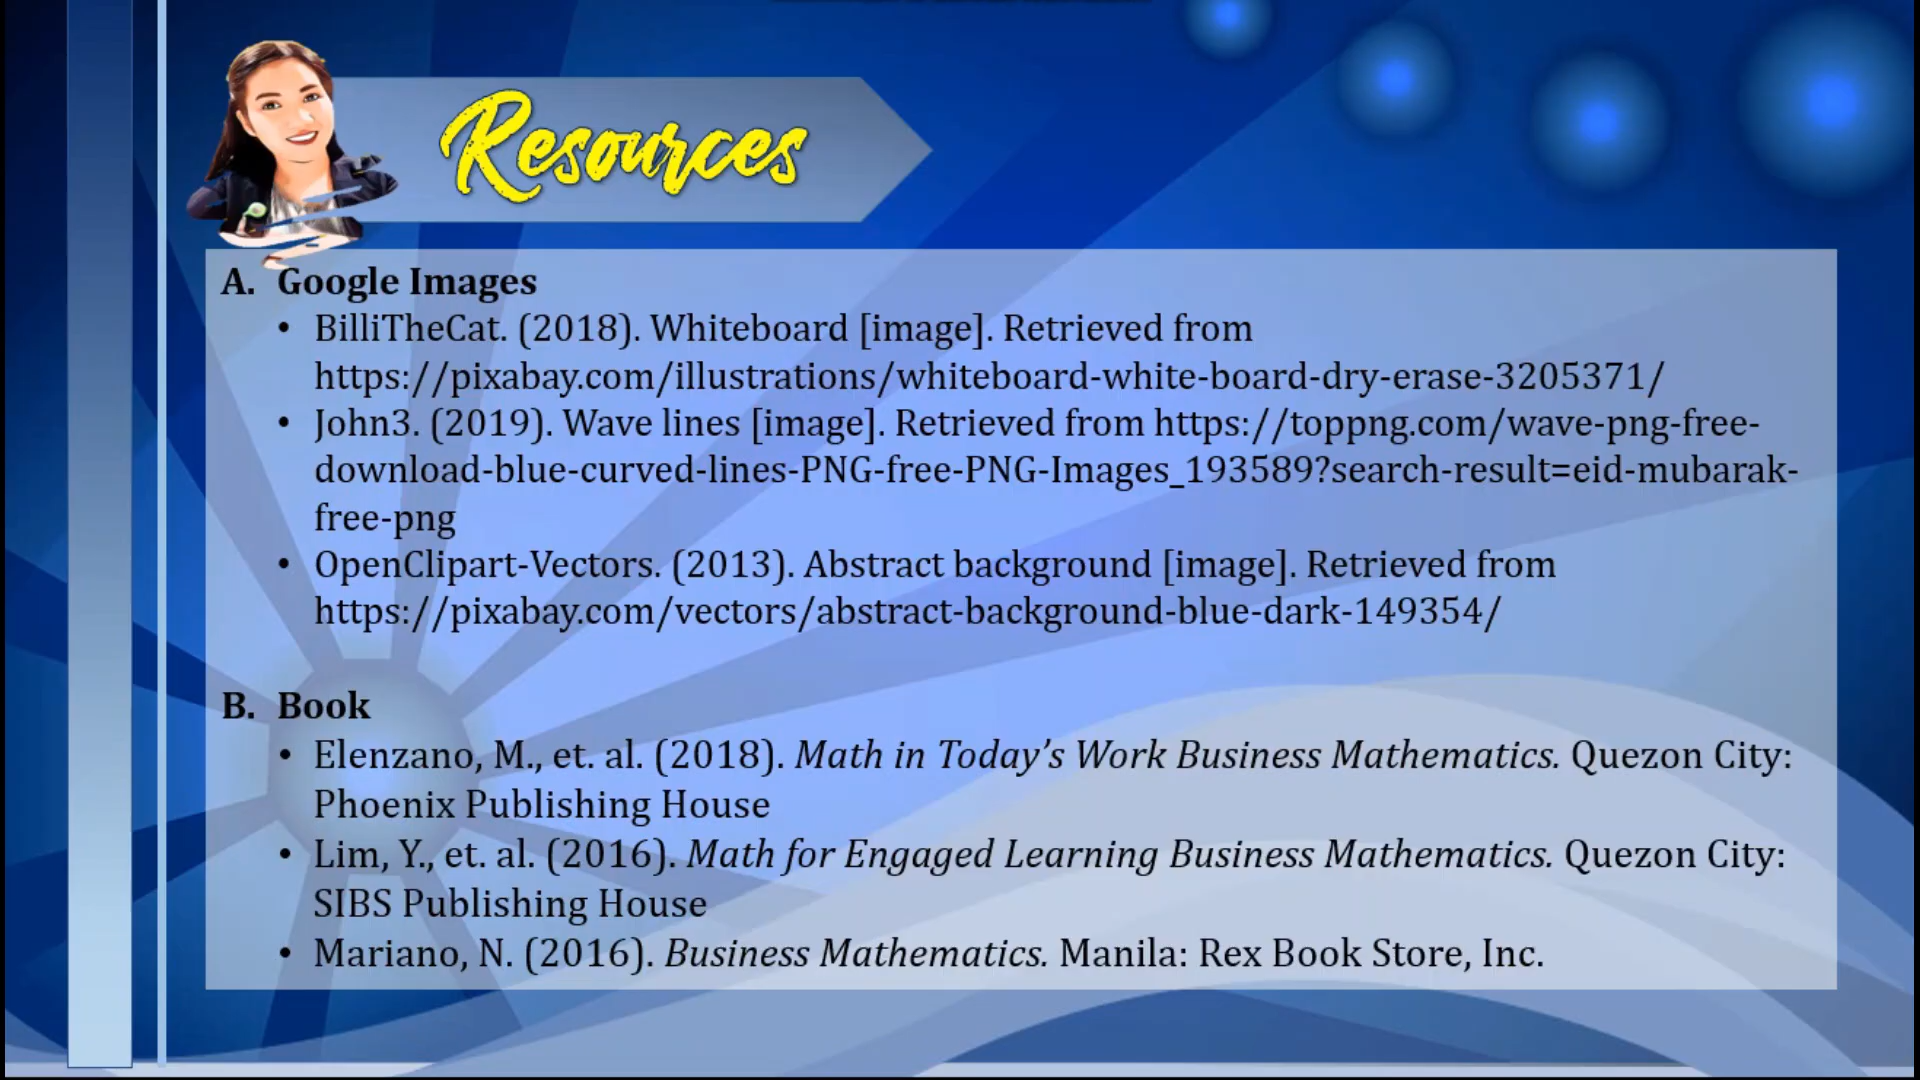 Resources
A. Google Images
• BilliTheCat. (2018). Whiteboard [image]. Retrieved from
https://pixabay.com/illustrations/whiteboard-white-board-dry-erase-3205371/
• John3. (2019). Wave lines [image]. Retrieved from https://toppng.com/wave-png-free-
download-blue-curved-lines-PNG-free-PNG-Images_193589?search-result=eid-mubarak-
free-png
• OpenClipart-Vectors. (2013). Abstract background [image]. Retrieved from
https://pixabay.com/vectors/abstract-background-blue-dark-149354/
B. Book
• Elenzano, M., et. al. (2018). Math in Today’s Work Business Mathematics. Quezon City:
Phoenix Publishing House
• Lim, Y., et. al. (2016). Math for Engaged Learning Business Mathematics. Quezon City:
SIBS Publishing House
• Mariano, N. (2016). Business Mathematics. Manila: Rex Book Store, Inc.